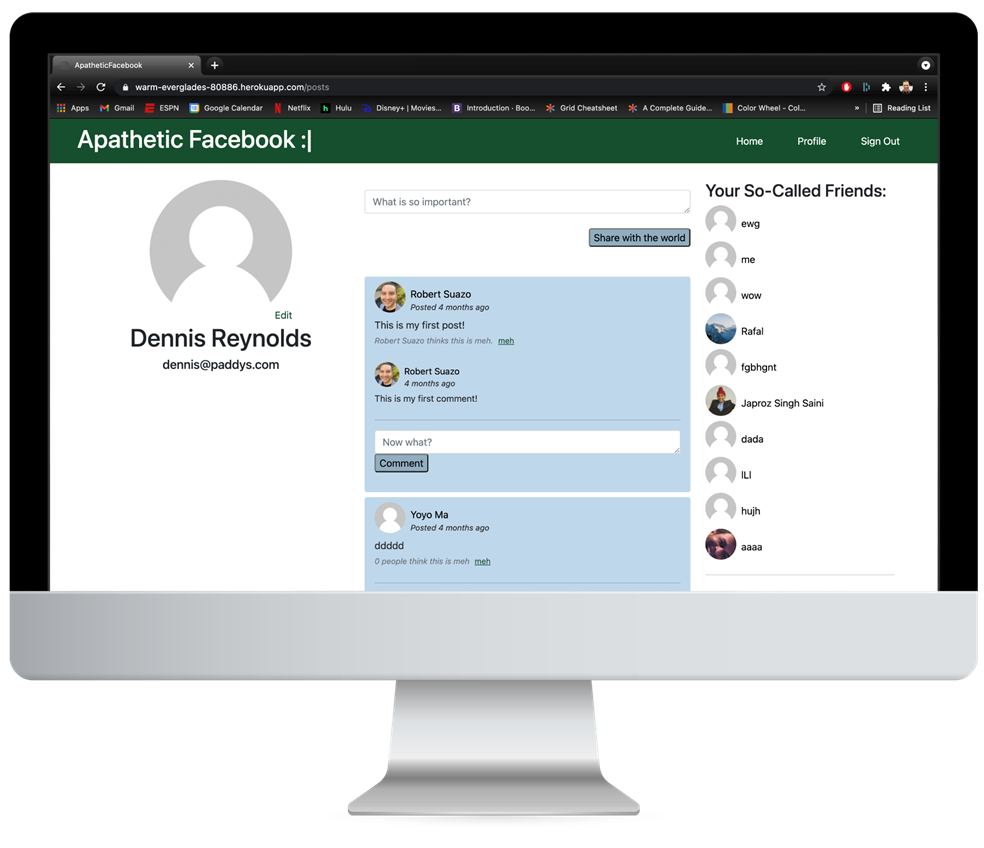 ApatheticFacebook
warm-everglades-80886.herokuapp.com/posts
Apps Gmail ESPN Google Calendar Netflix Hulu Disney+ | Movies... Introduction · Boo... Grid Cheatsheet A Complete Guide... Color Wheel - Col... » Reading List
Apathetic Facebook :|
Home Profile Sign Out
Edit
Dennis Reynolds
dennis@paddys.com
What is so important?
Share with the world
Robert Suazo
Posted 4 months ago
This is my first post!
Robert Suazo thinks this is meh. meh
Robert Suazo
4 months ago
This is my first comment!
Now what?
Comment
Yoyo Ma
Posted 4 months ago
ddddd
0 people think this is meh meh
Your So-Called Friends:
ewg
me
wow
Rafal
fgbhgnt
Japroz Singh Saini
dada
hujh
aaaa